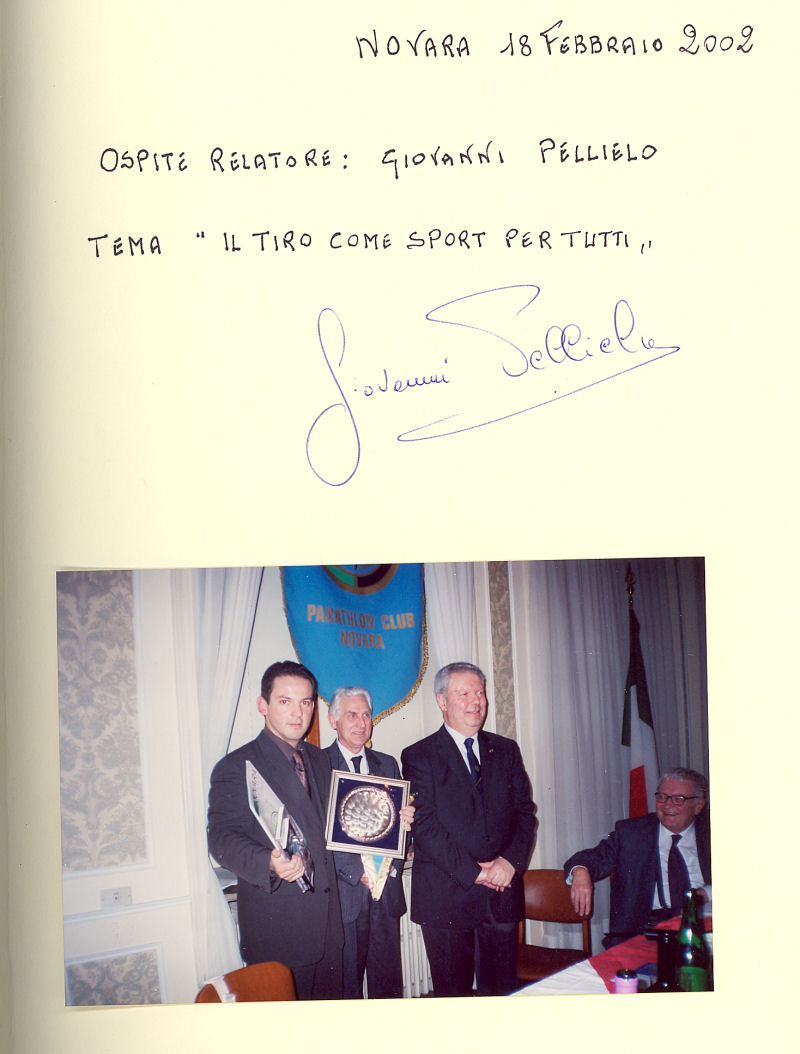 NOVARA 18 FEBBRAIO 2002
OSPITE RELATORE: GIOVANNI PELLIELO
TEMA " IL TIRO COME SPORT PER TUTTI „
Giovanni Pellielo
PANATHLON CLUB
NOVARA